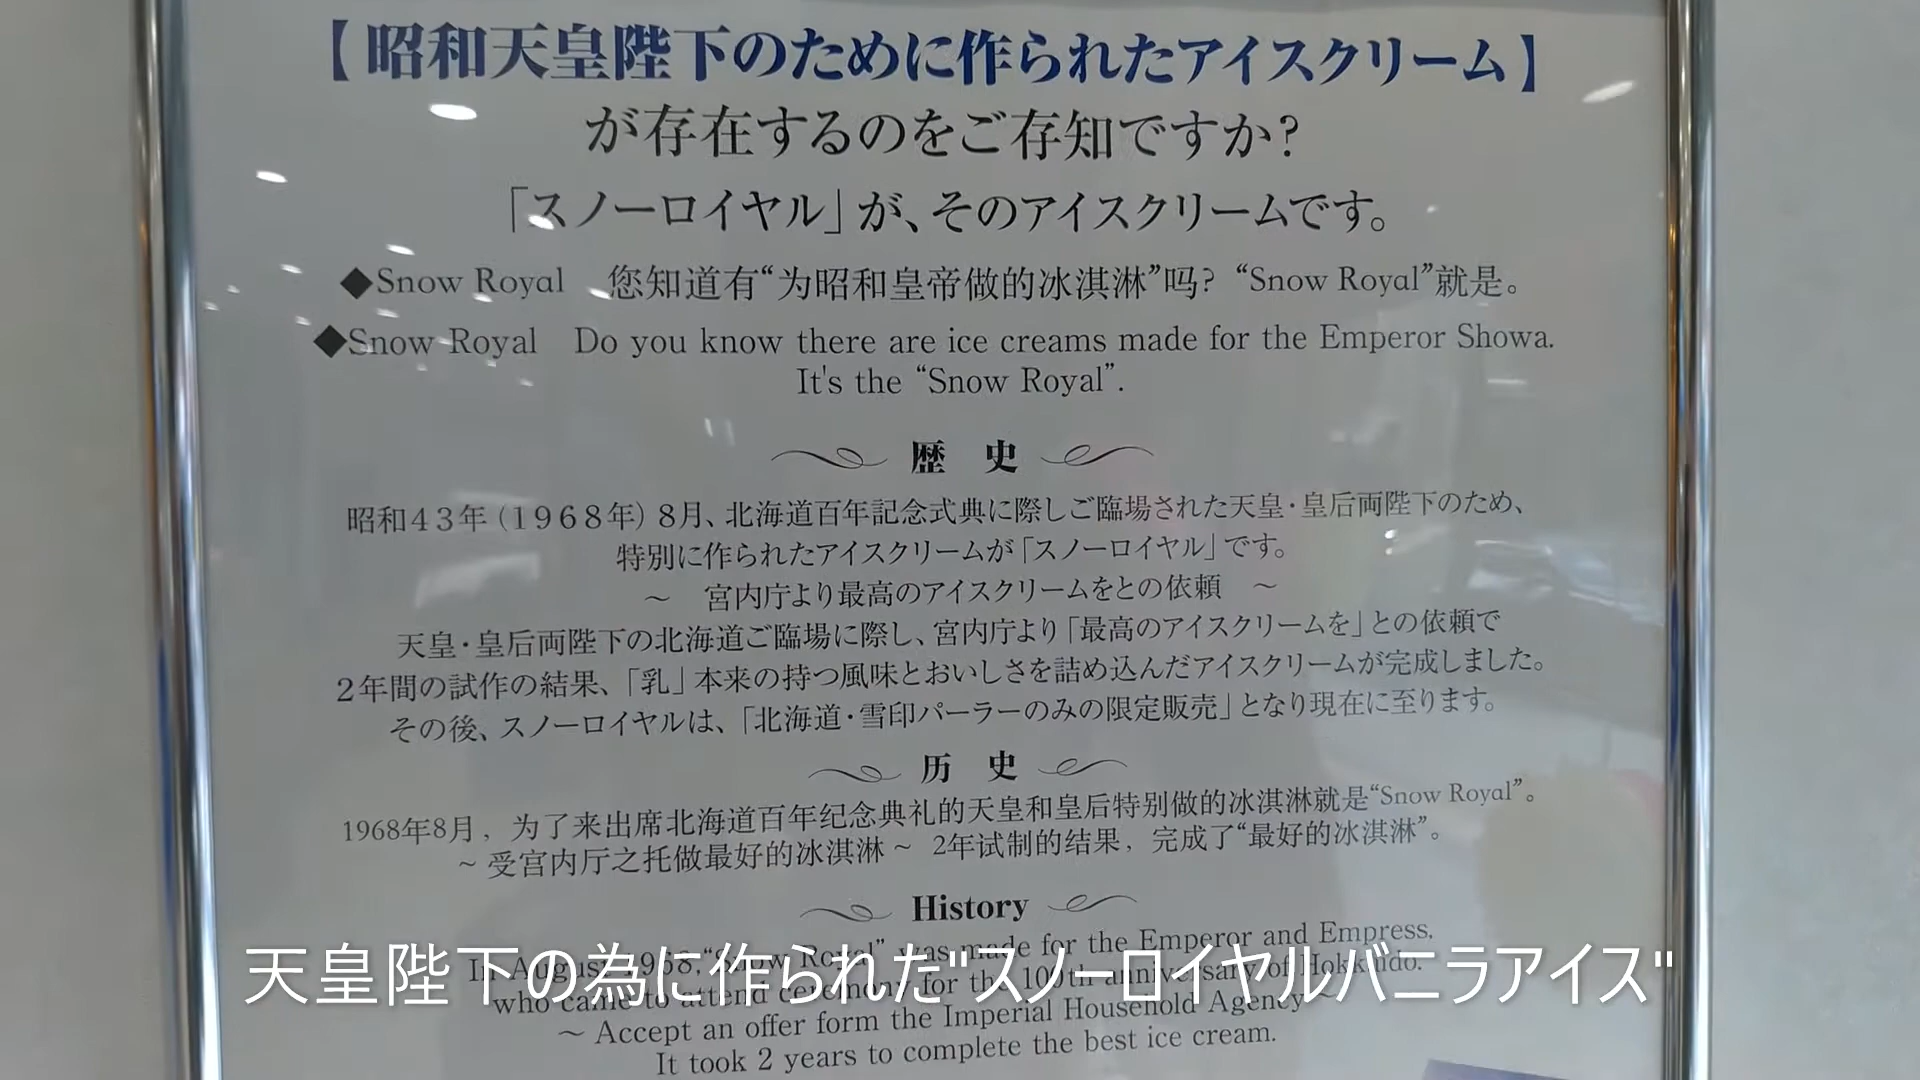 【昭和天皇陛下のために作られたアイスクリーム】
が存在するのをご存知ですか?
「スノーロイヤル」が、そのアイスクリームです。
◆Snow Royal　您知道有“为昭和皇帝做的冰淇淋”吗? “Snow Royal”就是。
◆Snow Royal　Do you know there are ice creams made for the Emperor Showa.
It's the “Snow Royal”.
歴　史
昭和43年(1968年)8月、北海道百年記念式典に際しご臨場された天皇・皇后両陛下のため、
特別に作られたアイスクリームが「スノーロイヤル」です。
～　宮内庁より最高のアイスクリームをとの依頼　～
天皇・皇后両陛下の北海道ご臨場に際し、宮内庁より「最高のアイスクリームを」との依頼で
2年間の試作の結果、「乳」本来の持つ風味とおいしさを詰め込んだアイスクリームが完成しました。
その後、スノーロイヤルは、「北海道・雪印パーラーのみの限定販売」となり現在に至ります。
历　史
1968年8月，为了来出席北海道百年纪念典礼的天皇和皇后特别做的冰淇淋就是“Snow Royal”。
～受宫内厅之托做最好的冰淇淋～ 2年试制的结果，完成了“最好的冰淇淋”。
History
In August 1968,“Snow Royal” was made for the Emperor and Empress.
who came to attend ceremony for the 100th anniversary of Hokkaido.
～ Accept an offer form the Imperial Household Agency ～
It took 2 years to complete the best ice cream.
天皇陛下の為に作られた"スノーロイヤルバニラアイス"